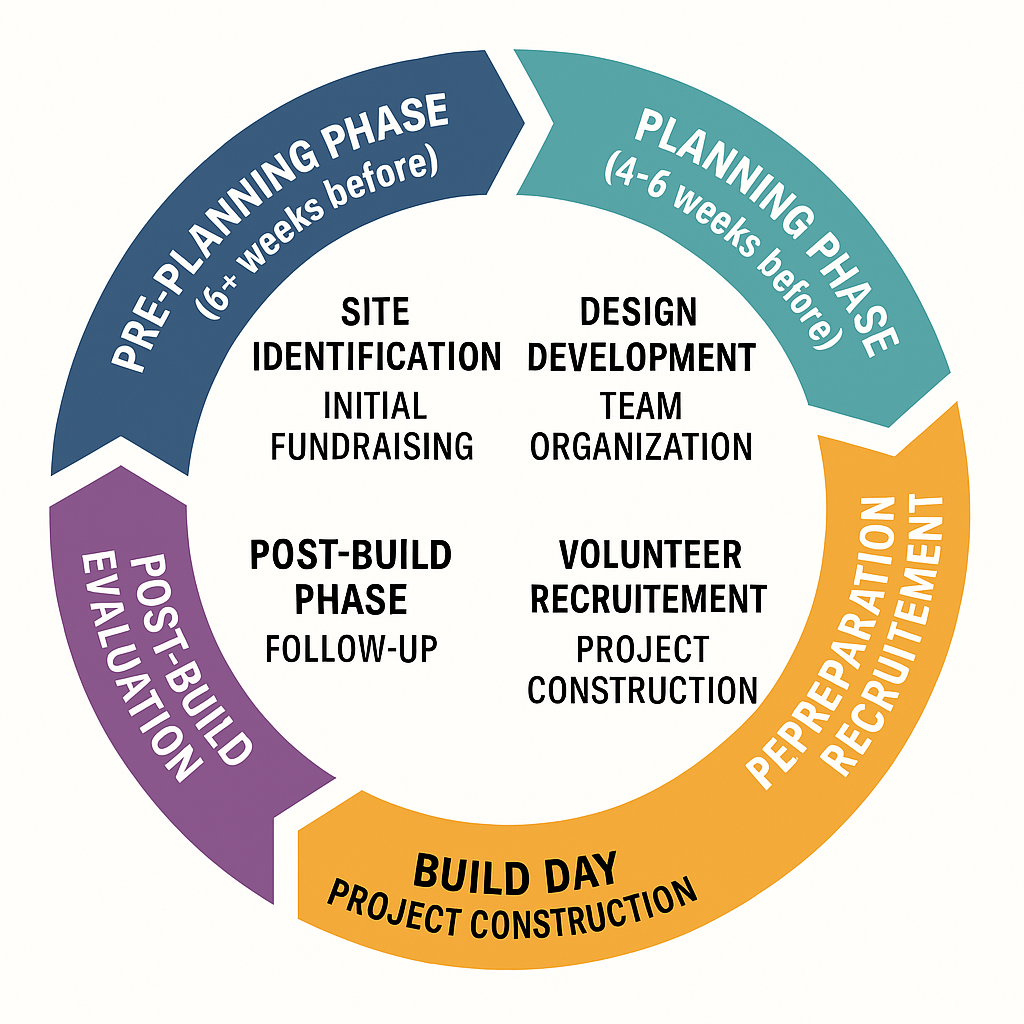 PRE-PLANNING PHASE
(6+ weeks before)
PLANNING PHASE
(4-6 weeks before)
SITE
IDENTIFICATION
INITIAL
FUNDRAISING
DESIGN
DEVELOPMENT
TEAM
ORGANIZATION
POST-BUILD
PHASE
FOLLOW-UP
VOLUNTEER
RECRUITEMENT
PROJECT
CONSTRUCTION
PEPREPARATION
RECRUITEMENT
BUILD DAY
PROJECT CONSTRUCTION
POST-BUILD
EVALUATION